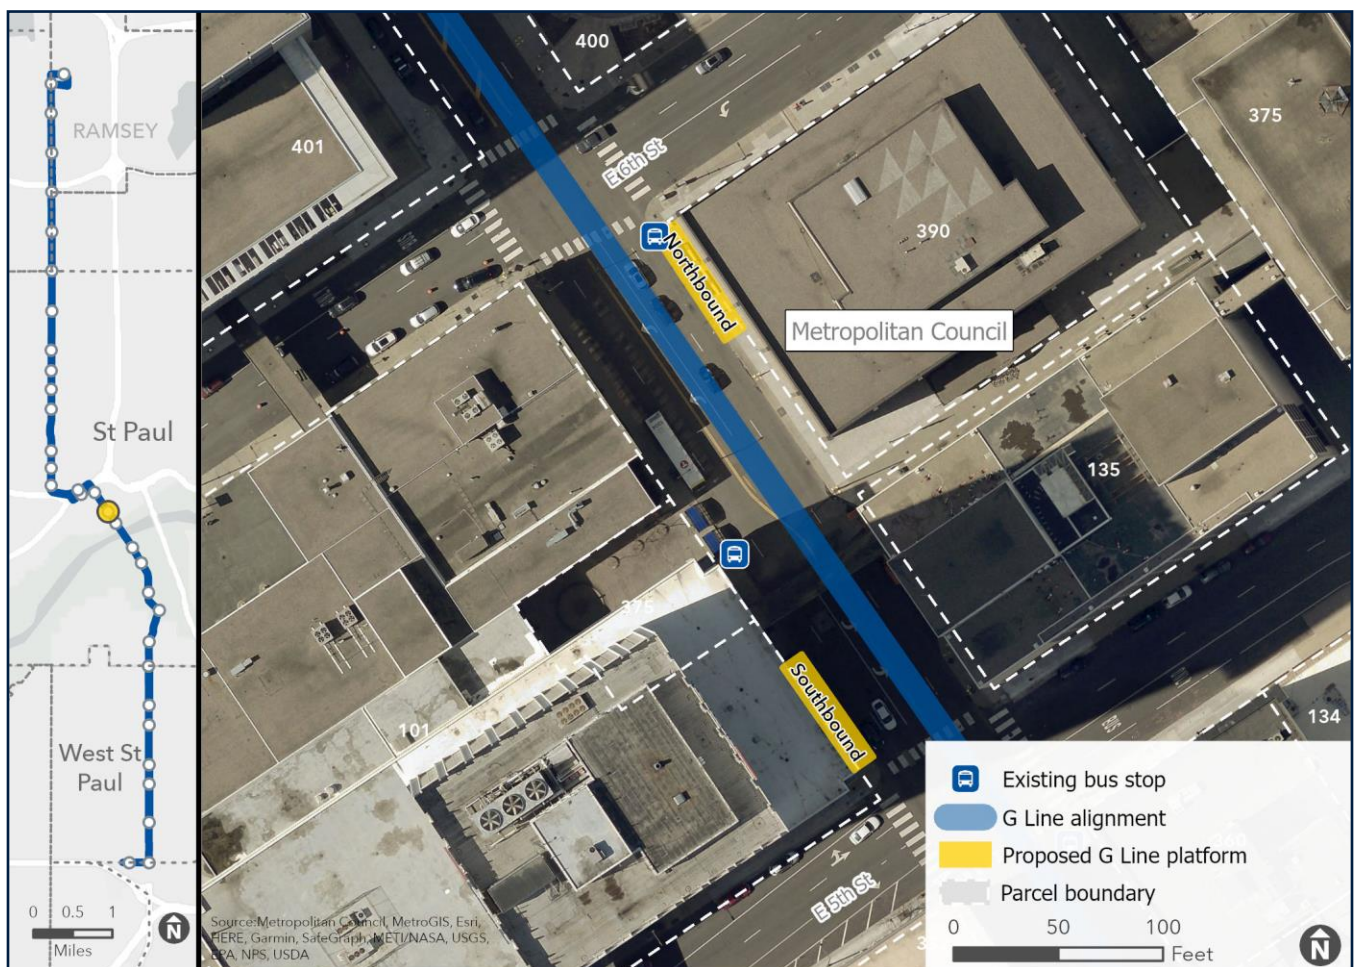 RAMSEY
St Paul
West St
Paul
0 0.5 1
Miles
N
400
401
375
E 6th St
390
Northbound
Metropolitan Council
135
375
Southbound
101
134
E 5th St
Source:Metropolitan Council, MetroGIS, Esri,
HERE, Garmin, SafeGraph, METI/NASA, USGS,
EPA, NPS, USDA
Existing bus stop
G Line alignment
Proposed G Line platform
Parcel boundary
0 50 100
Feet
N